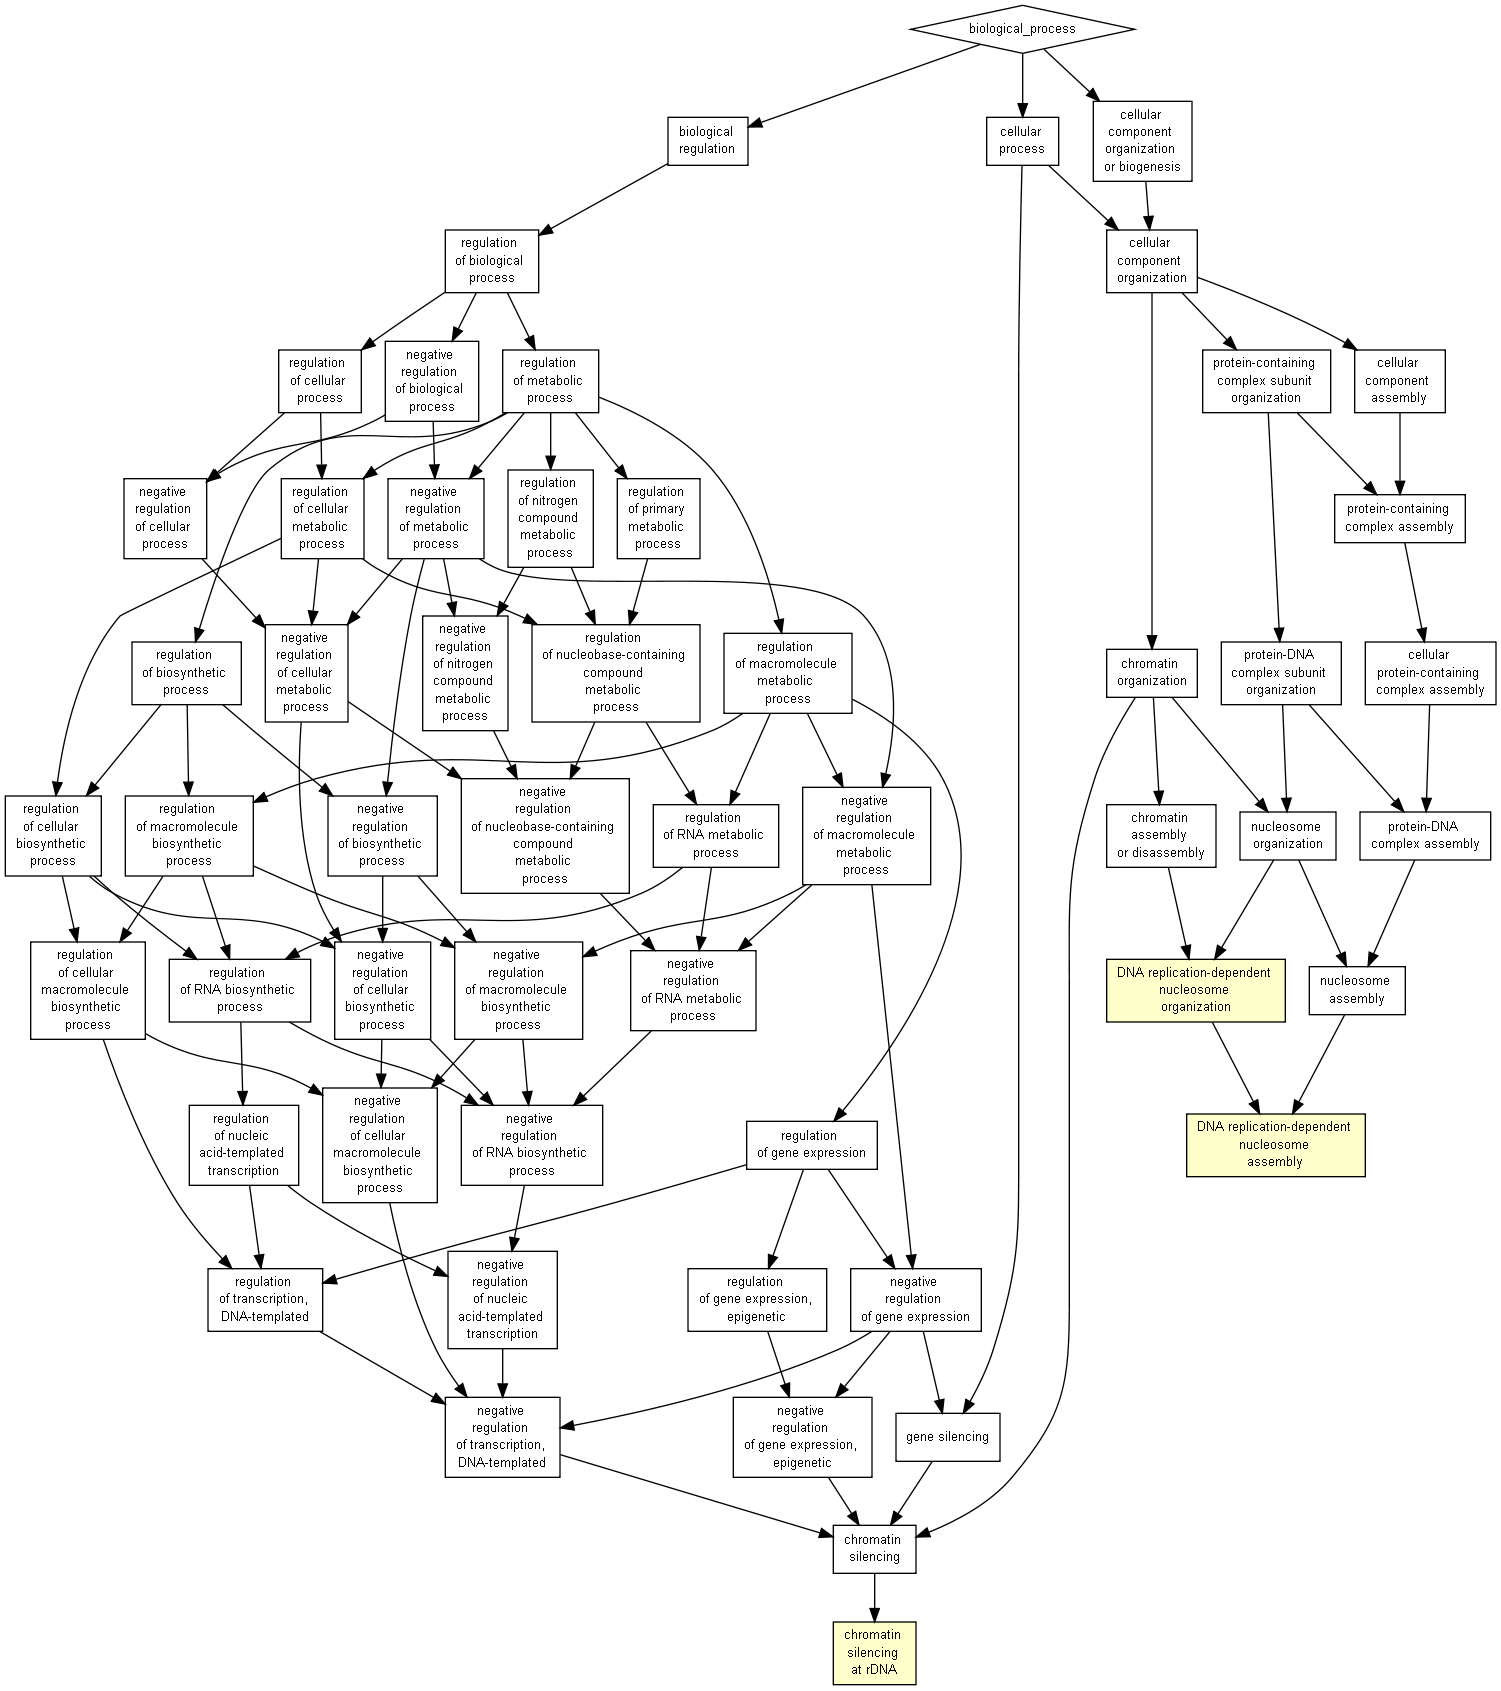 biological_process
biological
regulation
cellular
process
cellular
component
organization
or biogenesis
regulation
of biological
process
cellular
component
organization
regulation
of cellular
process
negative
regulation
of biological
process
regulation
of metabolic
process
protein-containing
complex subunit
organization
cellular
component
assembly
negative
regulation
of cellular
process
regulation
of cellular
metabolic
process
negative
regulation
of metabolic
process
regulation
of nitrogen
compound
metabolic
process
regulation
of primary
metabolic
process
protein-containing
complex assembly
regulation
of biosynthetic
process
negative
regulation
of cellular
metabolic
process
negative
regulation
of nitrogen
compound
metabolic
process
regulation
of nucleobase-containing
compound
metabolic
process
regulation
of macromolecule
metabolic
process
chromatin
organization
protein-DNA
complex subunit
organization
cellular
protein-containing
complex assembly
regulation
of cellular
biosynthetic
process
regulation
of macromolecule
biosynthetic
process
negative
regulation
of biosynthetic
process
negative
regulation
of nucleobase-containing
compound
metabolic
process
regulation
of RNA metabolic
process
negative
regulation
of macromolecule
metabolic
process
chromatin
assembly
or disassembly
nucleosome
organization
protein-DNA
complex assembly
regulation
of cellular
macromolecule
biosynthetic
process
regulation
of RNA biosynthetic
process
negative
regulation
of cellular
biosynthetic
process
negative
regulation
of macromolecule
biosynthetic
process
negative
regulation
of RNA metabolic
process
DNA replication-dependent
nucleosome
organization
nucleosome
assembly
regulation
of nucleic
acid-templated
transcription
negative
regulation
of cellular
macromolecule
biosynthetic
process
negative
regulation
of RNA biosynthetic
process
regulation
of gene expression
DNA replication-dependent
nucleosome
assembly
regulation
of transcription,
DNA-templated
negative
regulation
of nucleic
acid-templated
transcription
regulation
of gene expression,
epigenetic
negative
regulation
of gene expression
negative
regulation
of transcription,
DNA-templated
negative
regulation
of gene expression,
epigenetic
gene silencing
chromatin
silencing
chromatin
silencing
at rDNA